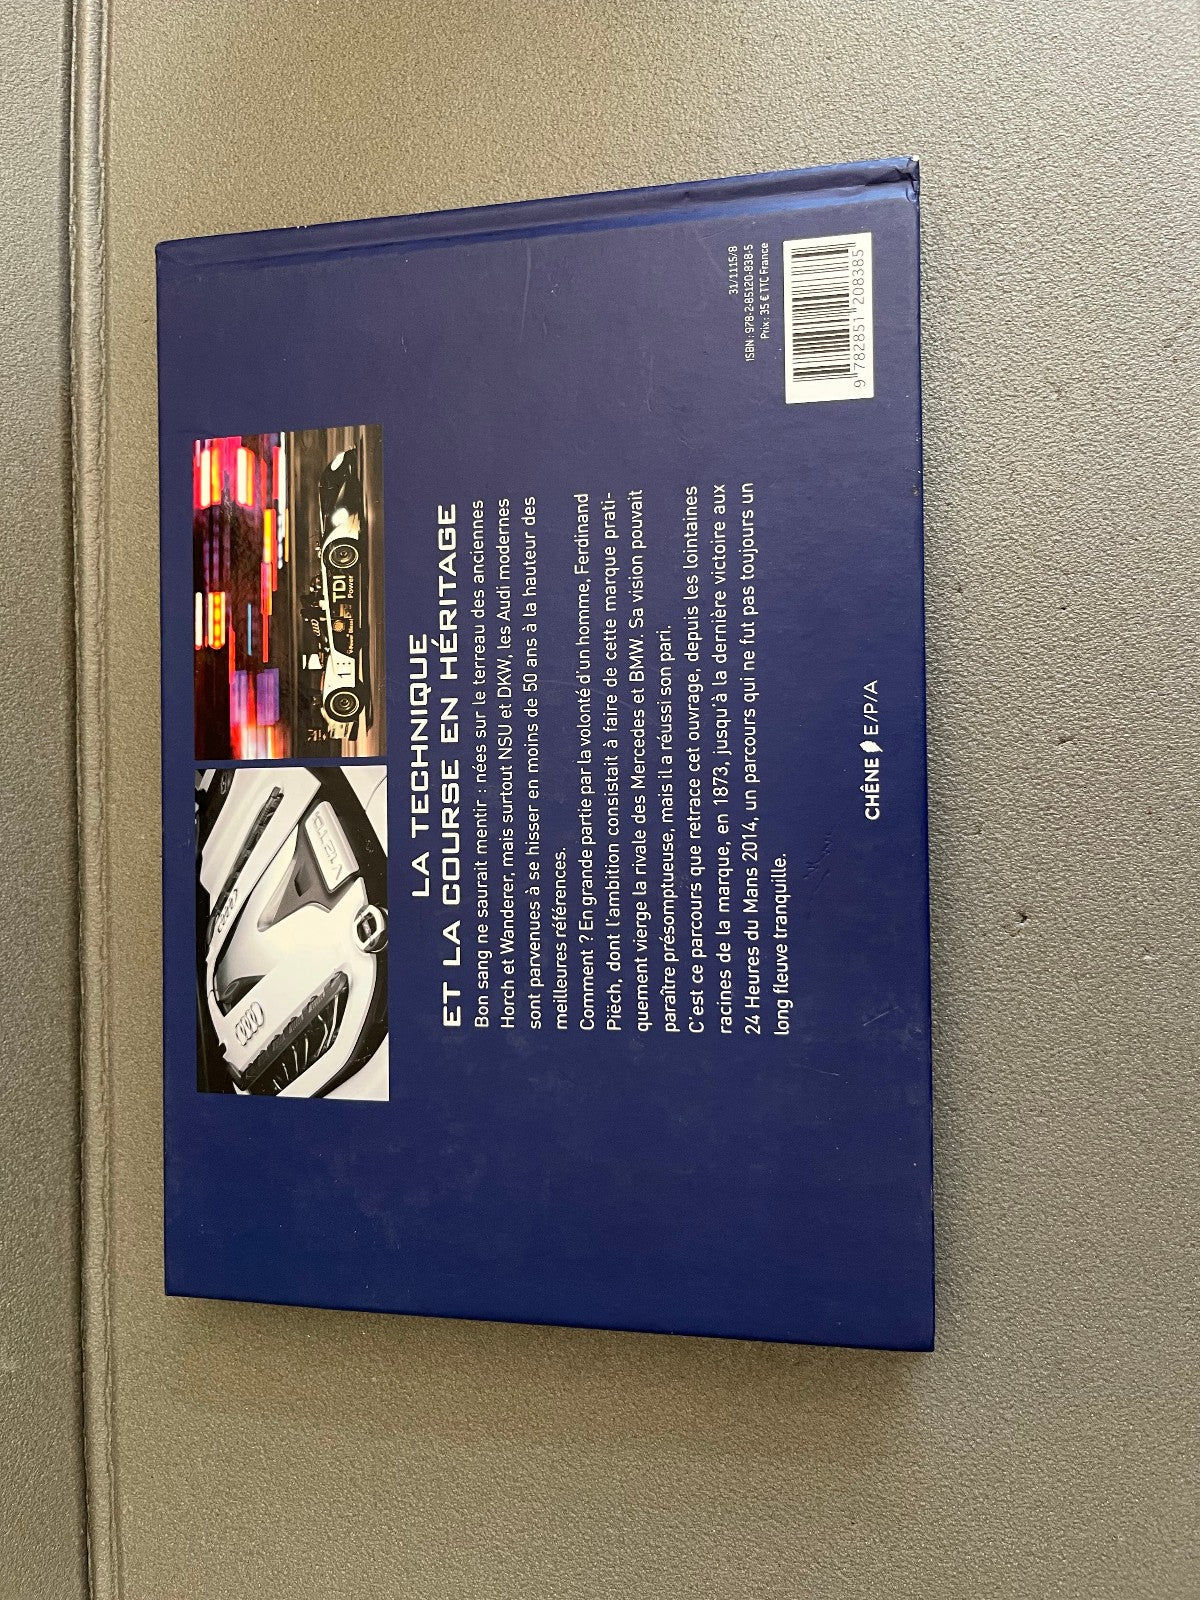 LA TECHNIQUE
ET LA COURSE EN HÉRITAGE
Bon sang ne saurait mentir : nées sur le terreau des anciennes
Horch et Wanderer, mais surtout NSU et DKW, les Audi modernes
sont parvenues à se hisser en moins de 50 ans à la hauteur des
meilleures références.
Comment ? En grande partie par la volonté d'un homme, Ferdinand
Piëch, dont l'ambition consistait à faire de cette marque prati-
quement vierge la rivale des Mercedes et BMW. Sa vision pouvait
paraître présomptueuse, mais il a réussi son pari.
C'est ce parcours que retrace cet ouvrage, depuis les lointaines
racines de la marque, en 1873, jusqu'à la dernière victoire aux
24 Heures du Mans 2014, un parcours qui ne fut pas toujours un
long fleuve tranquille.
CHÊNE E/P/A
31/1115/8
ISBN : 978-2-85120-838-5
Prix : 35 € TTC France
9 782851 208385
V12 TDI
TDI
Power